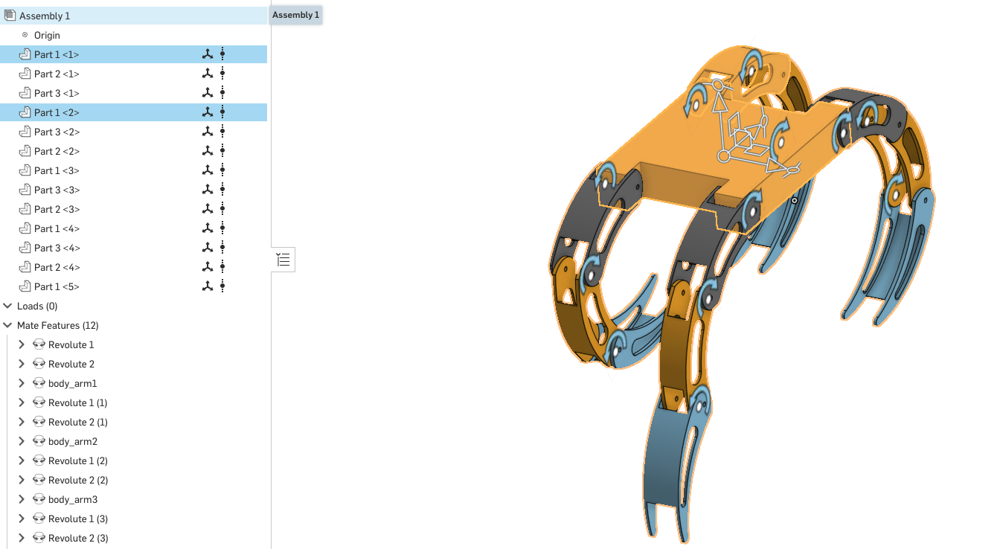 Assembly 1
Assembly 1
Origin
Part 1 <1>
Part 2 <1>
Part 3 <1>
Part 1 <2>
Part 3 <2>
Part 2 <2>
Part 1 <3>
Part 3 <3>
Part 2 <3>
Part 1 <4>
Part 3 <4>
Part 2 <4>
Part 1 <5>
Loads (0)
Mate Features (12)
Revolute 1
Revolute 2
body_arm1
Revolute 1 (1)
Revolute 2 (1)
body_arm2
Revolute 1 (2)
Revolute 2 (2)
body_arm3
Revolute 1 (3)
Revolute 2 (3)